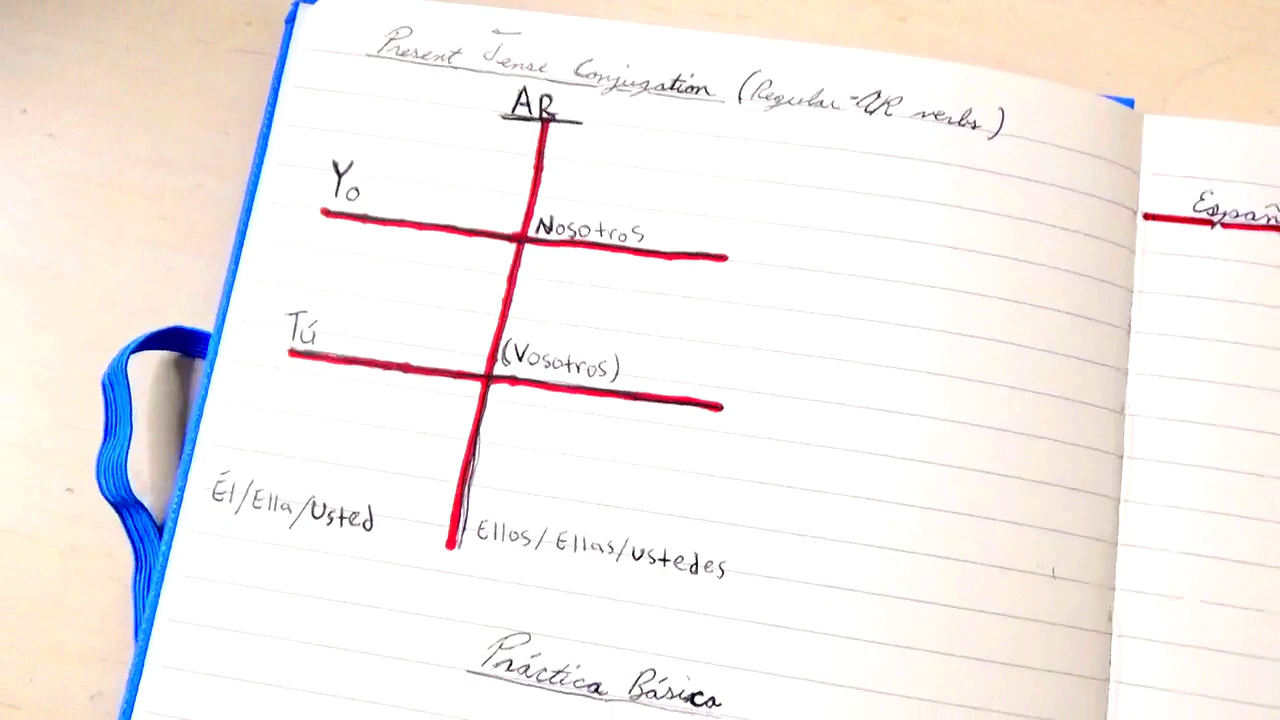 Present Tense Conjugation (Regular -AR verbs)
AR
Yo
Nosotros
Tú
(Vosotros)
Él/Ella/Usted
Ellos/Ellas/ustedes
Práctica Básica